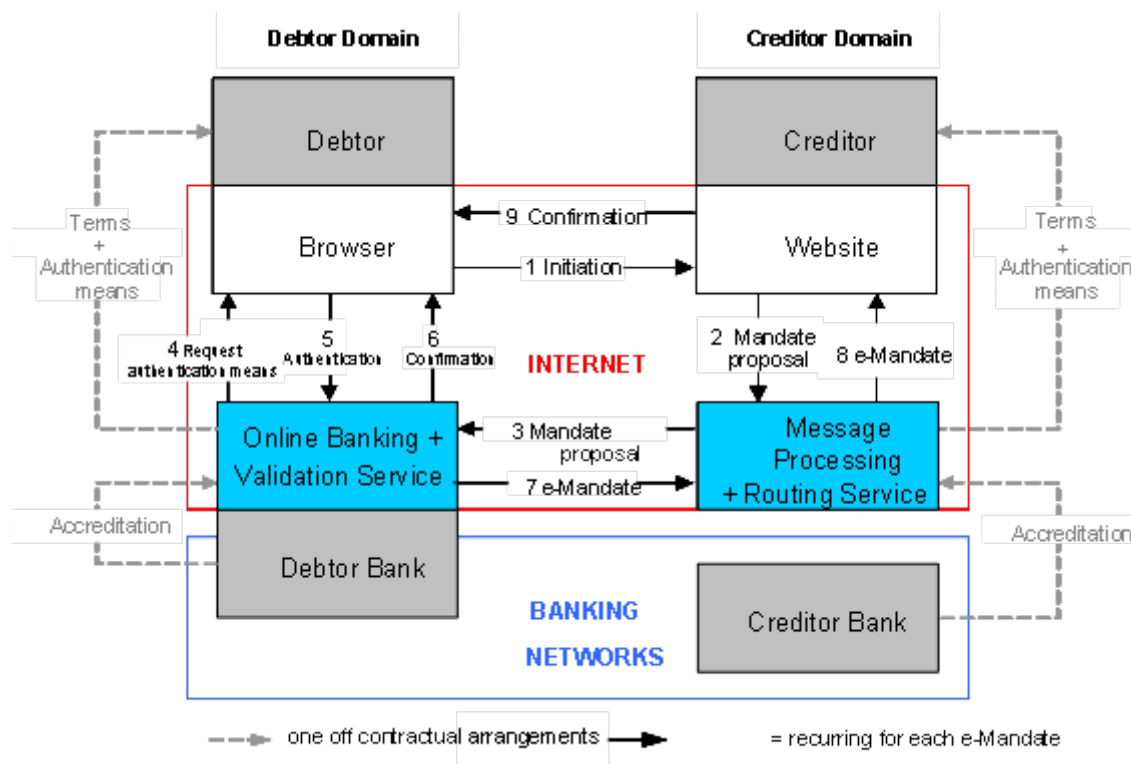 Debtor Domain
Creditor Domain
Debtor
Creditor
Terms
+
Authentication
means
9 Confirmation
Browser
Website
1 Initiation
Terms
+
Authentication
means
4 Request
authentication means
5
Authentication
6
Confirmation
INTERNET
2 Mandate
proposal
8 e-Mandate
Online Banking +
Validation Service
3 Mandate
proposal
7 e-Mandate
Message
Processing
+ Routing Service
Accreditation
Accreditation
Debtor Bank
BANKING
NETWORKS
Creditor Bank
one off contractual arrangements
= recurring for each e-Mandate